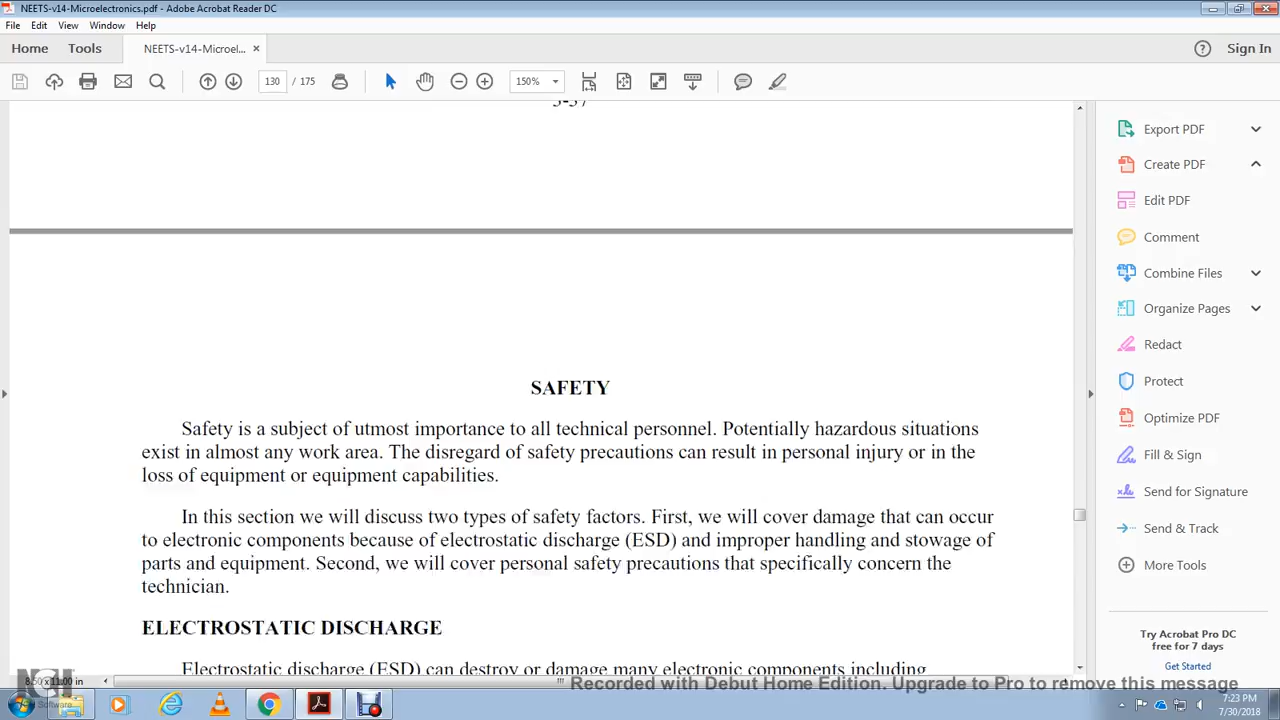 NEETS-v14-Microelectronics.pdf - Adobe Acrobat Reader DC
File Edit View Window Help
Home Tools NEETS-v14-Microel... × Sign In
130 / 175 150%
SAFETY
Safety is a subject of utmost importance to all technical personnel. Potentially hazardous situations
exist in almost any work area. The disregard of safety precautions can result in personal injury or in the
loss of equipment or equipment capabilities.
In this section we will discuss two types of safety factors. First, we will cover damage that can occur
to electronic components because of electrostatic discharge (ESD) and improper handling and stowage of
parts and equipment. Second, we will cover personal safety precautions that specifically concern the
technician.
ELECTROSTATIC DISCHARGE
Electrostatic discharge (ESD) can destroy or damage many electronic components including
Export PDF
Create PDF
Edit PDF
Comment
Combine Files
Organize Pages
Redact
Protect
Optimize PDF
Fill & Sign
Send for Signature
Send & Track
More Tools
Try Acrobat Pro DC
free for 7 days
Get Started
8.50 x 11.00 in
NCH Software
Recorded with Debut Home Edition. Upgrade to Pro to remove this message
7:23 PM
7/30/2018